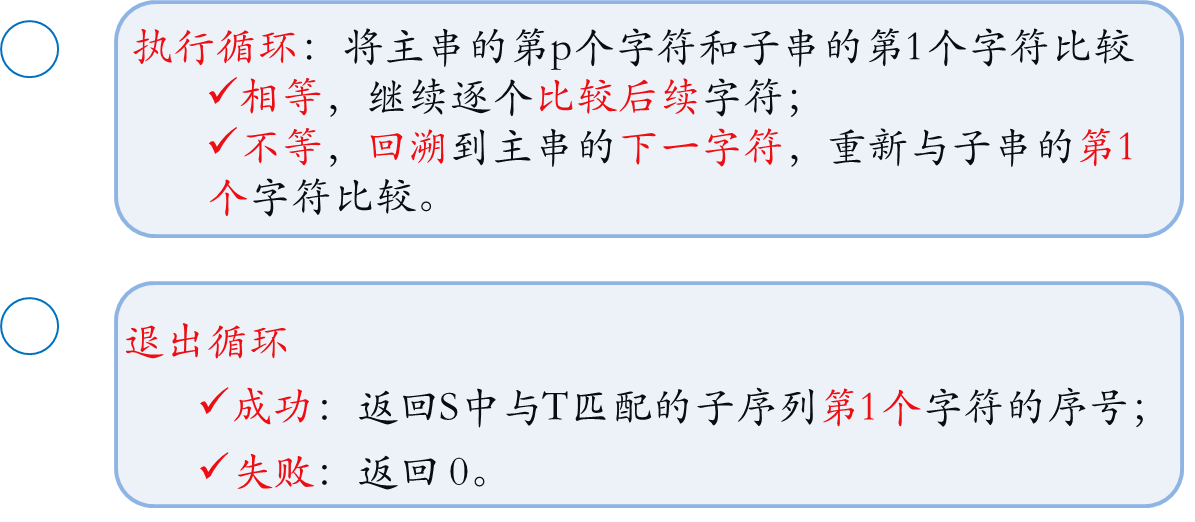 执行循环：将主串的第p个字符和子串的第1个字符比较
✓相等，继续逐个比较后续字符；
✓不等，回溯到主串的下一字符，重新与子串的第1
个字符比较。
退出循环
✓成功：返回S中与T匹配的子序列第1个字符的序号；
✓失败：返回 0。